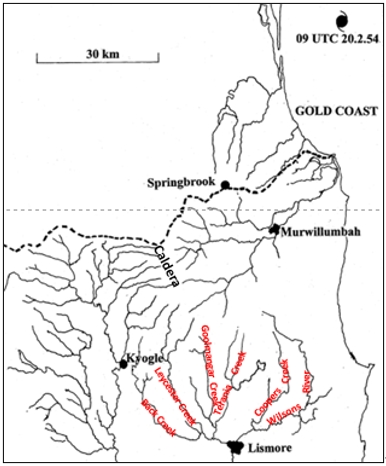 30 km
09 UTC 20.2.54
GOLD COAST
Springbrook
Murwillumbah
Caldera
Kyogle
Goolmangar Creek
Terania Creek
Leycester Creek
Back Creek
Coopers Creek
Wilsons River
Lismore